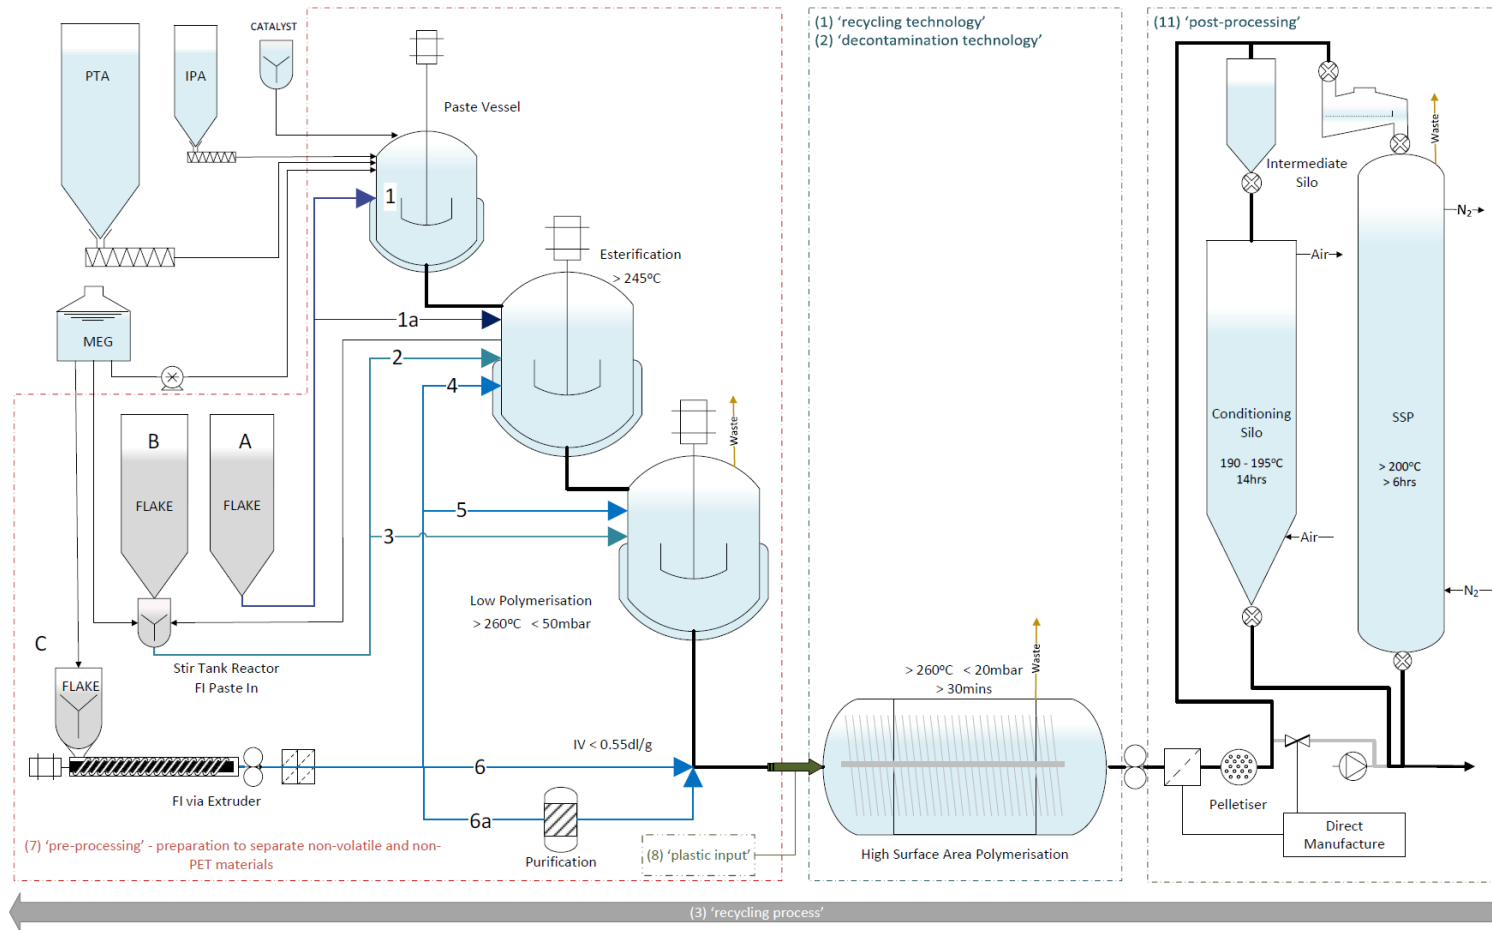 (1) 'recycling technology'
(2) 'decontamination technology'
(11) 'post-processing'
CATALYST
PTA
IPA
Paste Vessel
Waste
Intermediate
Silo
1
N₂
Esterification
> 245ºC
Air
1a
MEG
2
4
Waste
Conditioning
Silo
190 - 195ºC
14hrs
SSP
> 200ºC
> 6hrs
B
A
FLAKE
FLAKE
5
3
Air
Low Polymerisation
> 260ºC < 50mbar
N₂
C
Stir Tank Reactor
FI Paste In
FLAKE
> 260ºC < 20mbar
> 30mins
Waste
IV < 0.55dl/g
6
FI via Extruder
6a
Pelletiser
Direct
Manufacture
(7) 'pre-processing' - preparation to separate non-volatile and non-
PET materials
Purification
(8) 'plastic input'
High Surface Area Polymerisation
(3) 'recycling process'